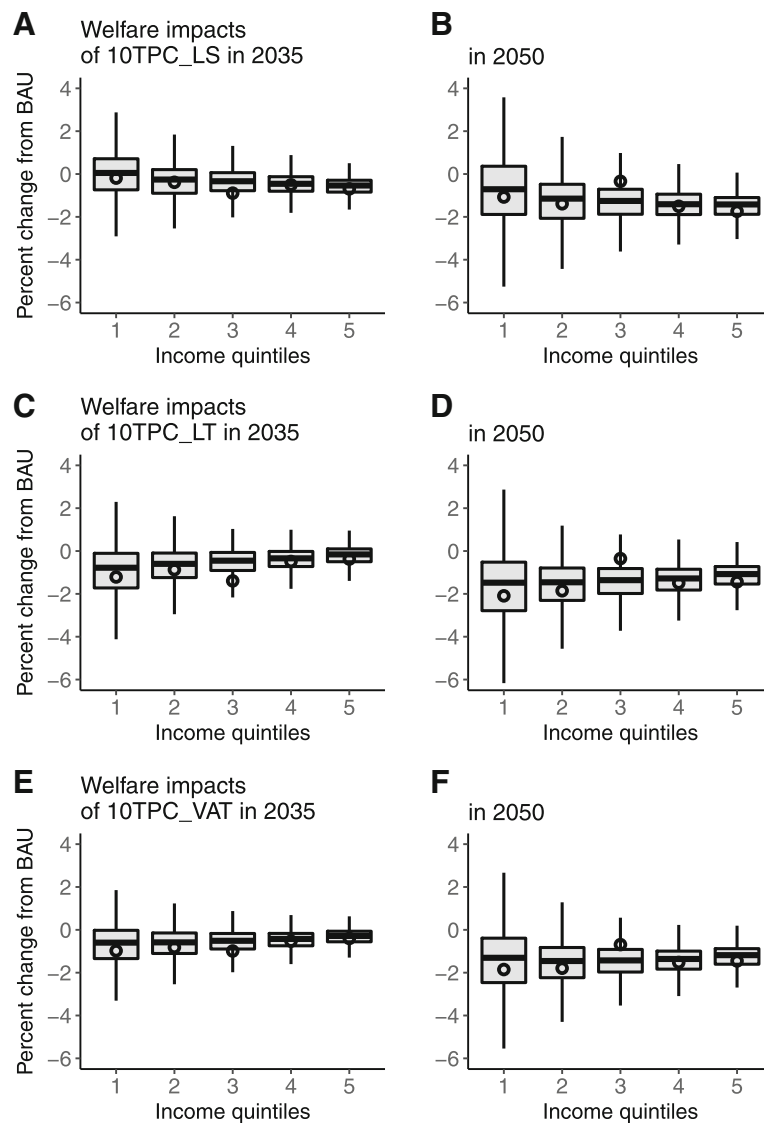 A
Welfare impacts
of 10TPC_LS in 2035
Percent change from BAU
4
2
0
−2
−4
−6
1 2 3 4 5
Income quintiles
B
in 2050
4
2
0
−2
−4
−6
1 2 3 4 5
Income quintiles
C
Welfare impacts
of 10TPC_LT in 2035
Percent change from BAU
4
2
0
−2
−4
−6
1 2 3 4 5
Income quintiles
D
in 2050
4
2
0
−2
−4
−6
1 2 3 4 5
Income quintiles
E
Welfare impacts
of 10TPC_VAT in 2035
Percent change from BAU
4
2
0
−2
−4
−6
1 2 3 4 5
Income quintiles
F
in 2050
4
2
0
−2
−4
−6
1 2 3 4 5
Income quintiles